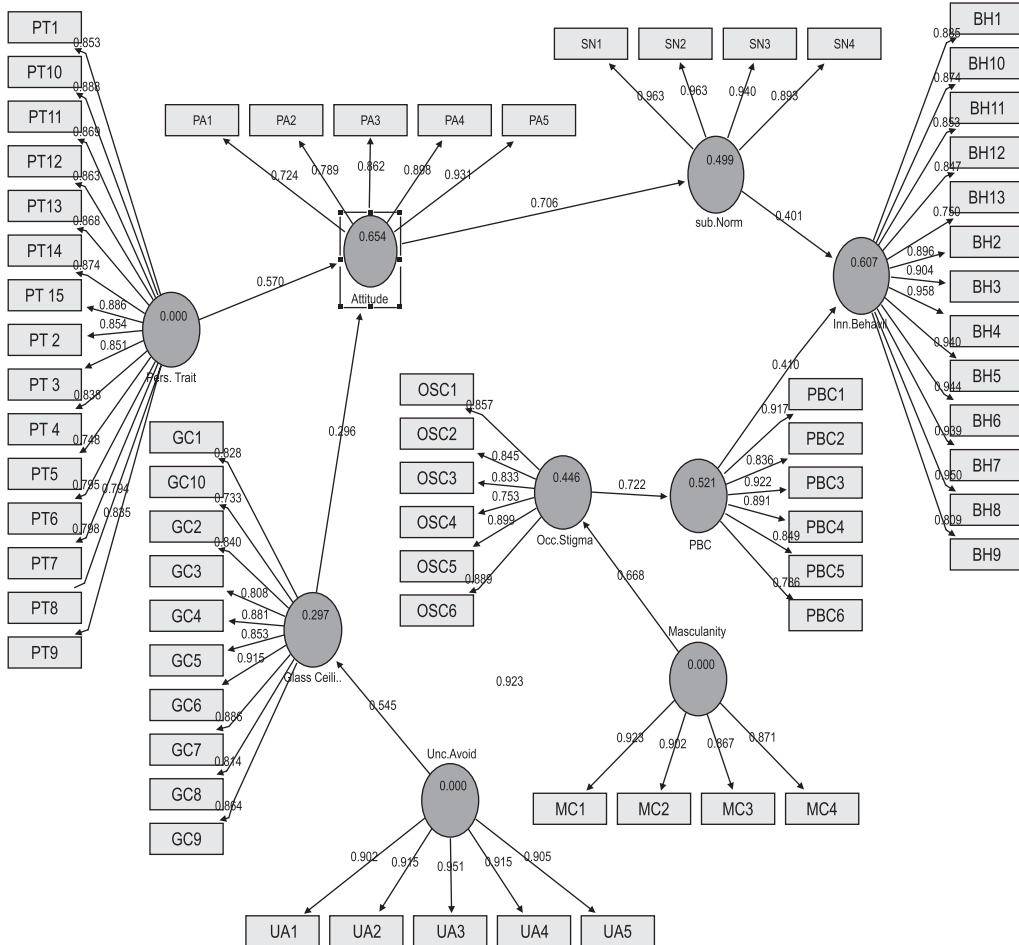 PT1
PT10
PT11
PT12
PT13
PT14
PT 15
PT 2
PT 3
PT 4
PT5
PT6
PT7
PT8
PT9
0.853
0.888
0.869
0.863
0.868
0.874
0.886
0.854
0.851
0.838
0.748
0.795
0.794
0.798
0.835
0.000
Pers. Trait
0.570
PA1
PA2
PA3
PA4
PA5
0.724
0.789
0.862
0.898
0.931
0.654
Attitude
0.706
0.296
SN1
SN2
SN3
SN4
0.963
0.963
0.940
0.893
0.499
sub.Norm
0.401
BH1
BH10
BH11
BH12
BH13
BH2
BH3
BH4
BH5
BH6
BH7
BH8
BH9
0.885
0.874
0.853
0.847
0.750
0.896
0.904
0.958
0.940
0.944
0.939
0.950
0.809
0.607
Inn.Behavil
0.410
GC1
GC10
GC2
GC3
GC4
GC5
GC6
GC7
GC8
GC9
0.828
0.733
0.840
0.808
0.881
0.853
0.915
0.886
0.814
0.864
0.297
Glass Ceili..
0.545
OSC1
OSC2
OSC3
OSC4
OSC5
OSC6
0.857
0.845
0.833
0.753
0.899
0.889
0.446
Occ.Stigma
0.722
0.668
PBC1
PBC2
PBC3
PBC4
PBC5
PBC6
0.917
0.836
0.922
0.891
0.849
0.786
0.521
PBC
Masculanity
0.000
0.923
0.923
0.902
0.867
0.871
MC1
MC2
MC3
MC4
Unc.Avoid
0.000
0.902
0.915
0.951
0.915
0.905
UA1
UA2
UA3
UA4
UA5